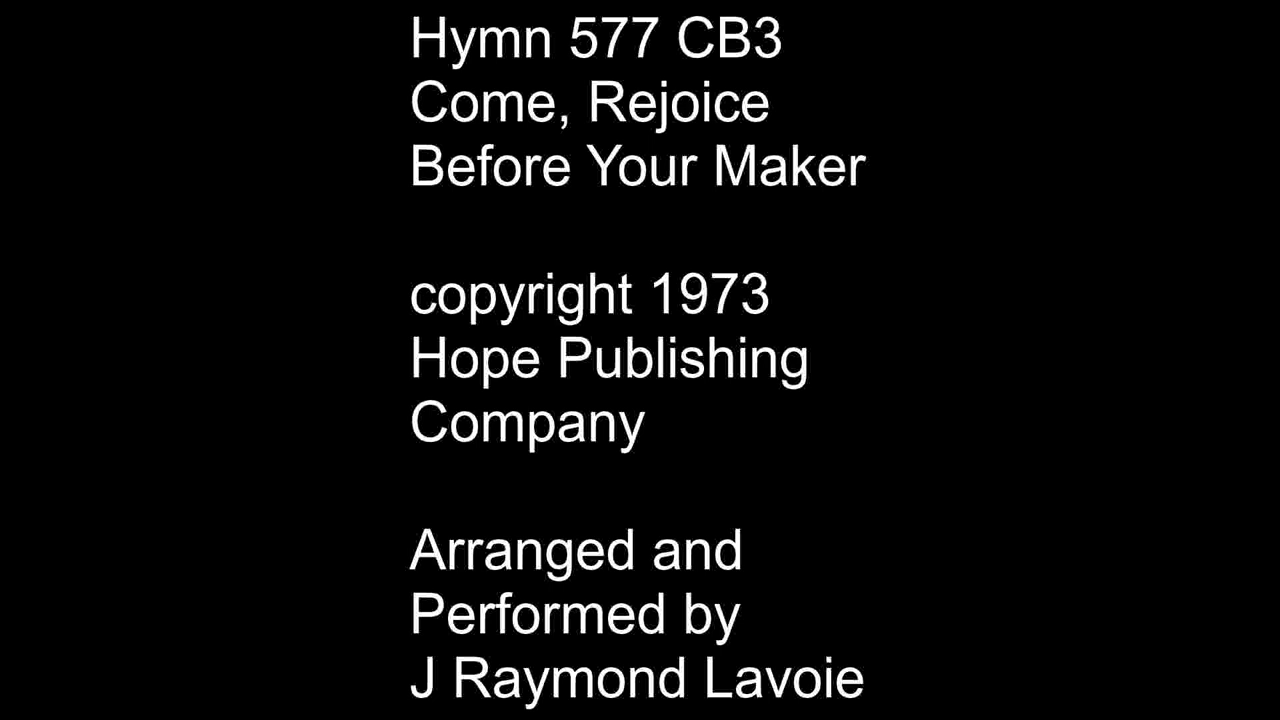 Hymn 577 CB3
Come, Rejoice
Before Your Maker
copyright 1973
Hope Publishing
Company
Arranged and
Performed by
J Raymond Lavoie